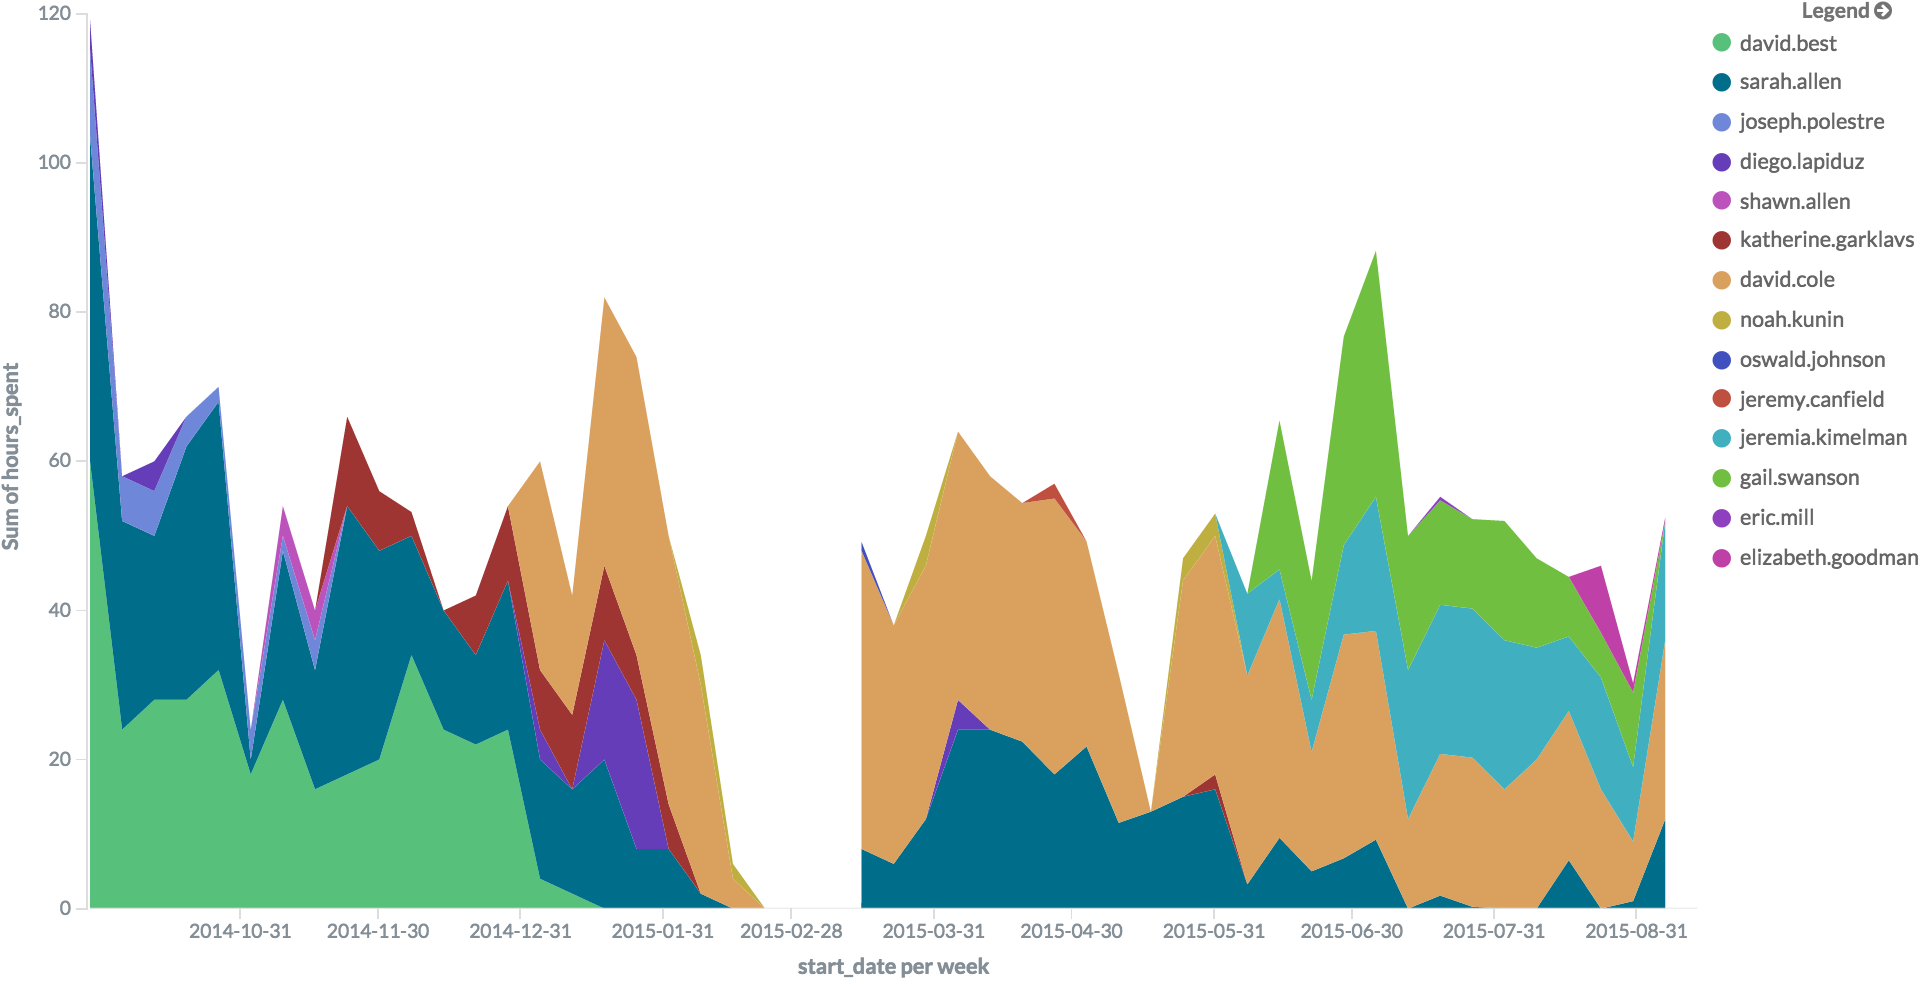 Legend
david.best
sarah.allen
joseph.polestre
diego.lapiduz
shawn.allen
katherine.garklavs
david.cole
noah.kunin
oswald.johnson
jeremy.canfield
jeremia.kimelman
gail.swanson
eric.mill
elizabeth.goodman
Sum of hours_spent
120
100
80
60
40
20
0
2014-10-31 2014-11-30 2014-12-31 2015-01-31 2015-02-28 2015-03-31 2015-04-30 2015-05-31 2015-06-30 2015-07-31 2015-08-31
start_date per week